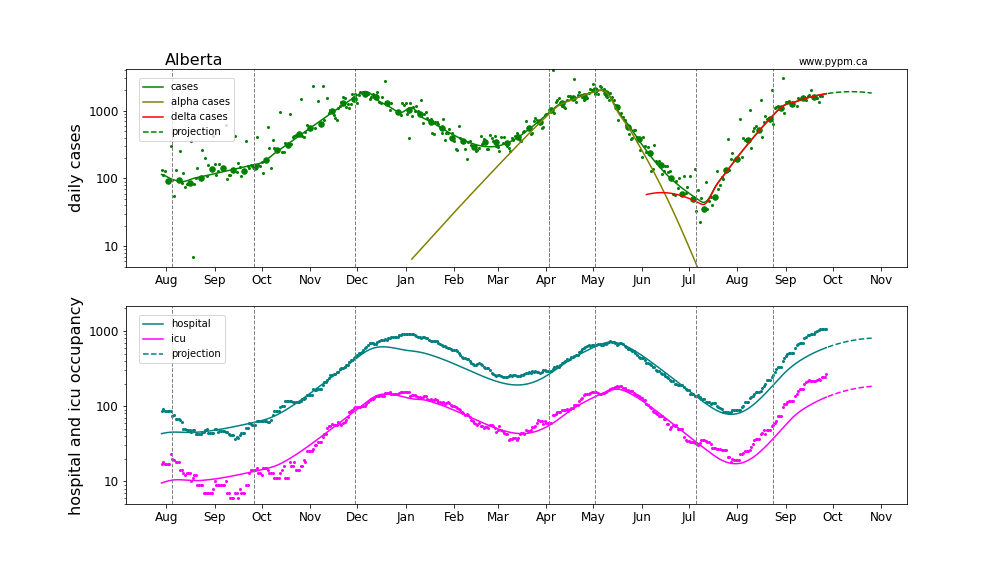 Alberta
www.pypm.ca
daily cases
1000
100
10
cases
alpha cases
delta cases
projection
Aug Sep Oct Nov Dec Jan Feb Mar Apr May Jun Jul Aug Sep Oct Nov
hospital and icu occupancy
1000
100
10
hospital
icu
projection
Aug Sep Oct Nov Dec Jan Feb Mar Apr May Jun Jul Aug Sep Oct Nov